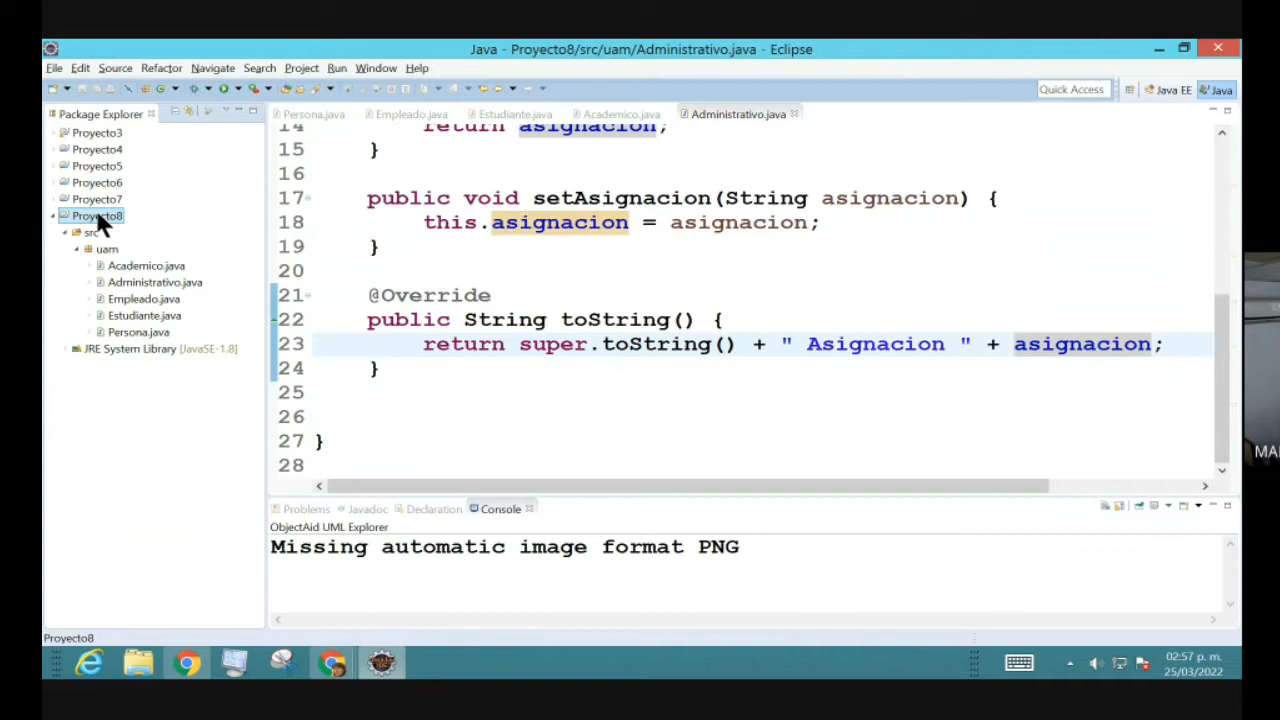 Java - Proyecto8/src/uam/Administrativo.java - Eclipse
File Edit Source Refactor Navigate Search Project Run Window Help
Quick Access Java EE Java
Package Explorer
Proyecto3
Proyecto4
Proyecto5
Proyecto6
Proyecto7
Proyecto8
src
uam
Academico.java
Administrativo.java
Empleado.java
Estudiante.java
Persona.java
JRE System Library [JavaSE-1.8]
Persona.java Empleado.java Estudiante.java Academico.java Administrativo.java
14 return asignacion;
15 }
16
17 public void setAsignacion(String asignacion) {
18 this.asignacion = asignacion;
19 }
20
21 @Override
22 public String toString() {
23 return super.toString() + " Asignacion " + asignacion;
24 }
25
26
27 }
28
Problems Javadoc Declaration Console
ObjectAid UML Explorer
Missing automatic image format PNG
Proyecto8
02:57 p. m.
25/03/2022